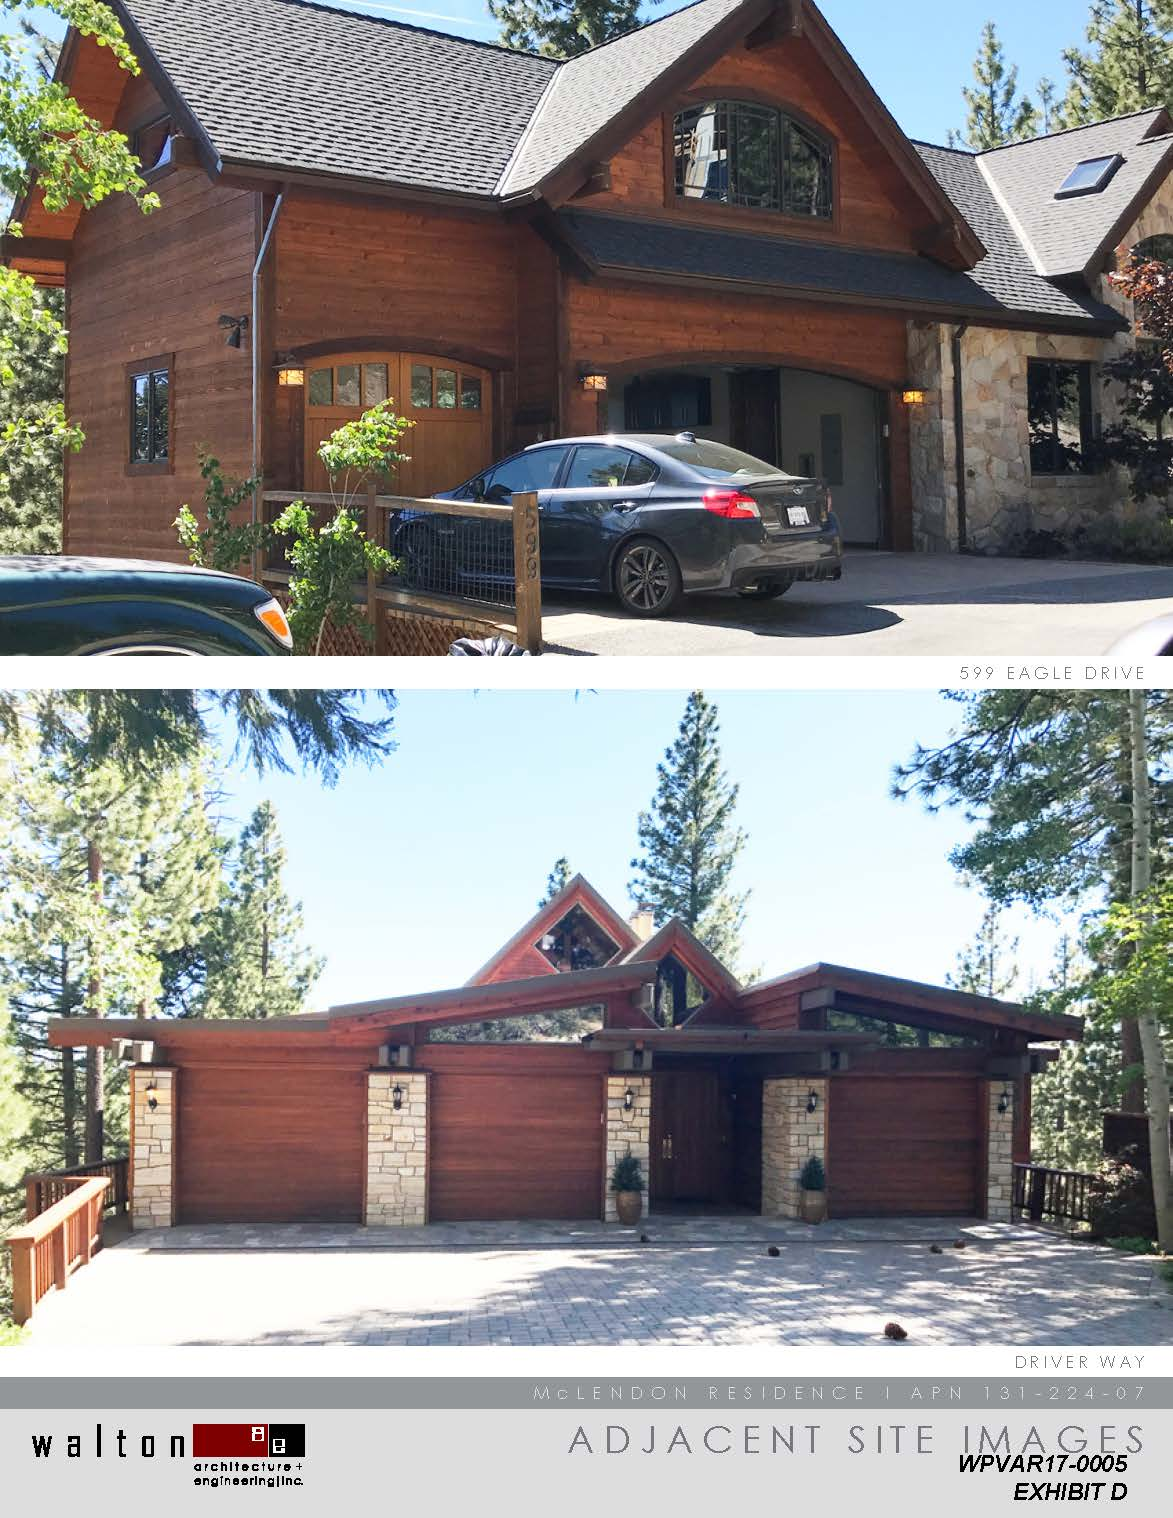 599
599 EAGLE DRIVE
DRIVER WAY
McLENDON RESIDENCE | APN 131-224-07
walton
a
e
architecture +
engineering|inc.
ADJACENT SITE IMAGES
WPVAR17-0005
EXHIBIT D